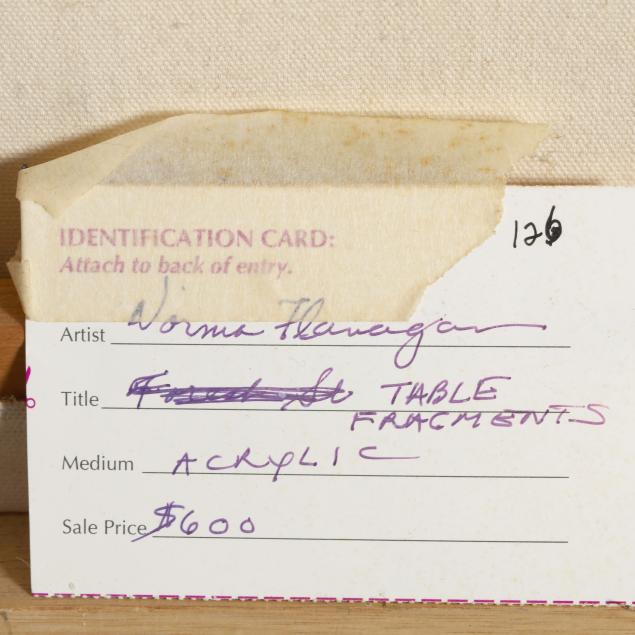 IDENTIFICATION CARD:
Attach to back of entry.
126
Artist Norma Flanagan
Title TABLE
FRAGMENTS
Medium ACRYLIC
Sale Price $600